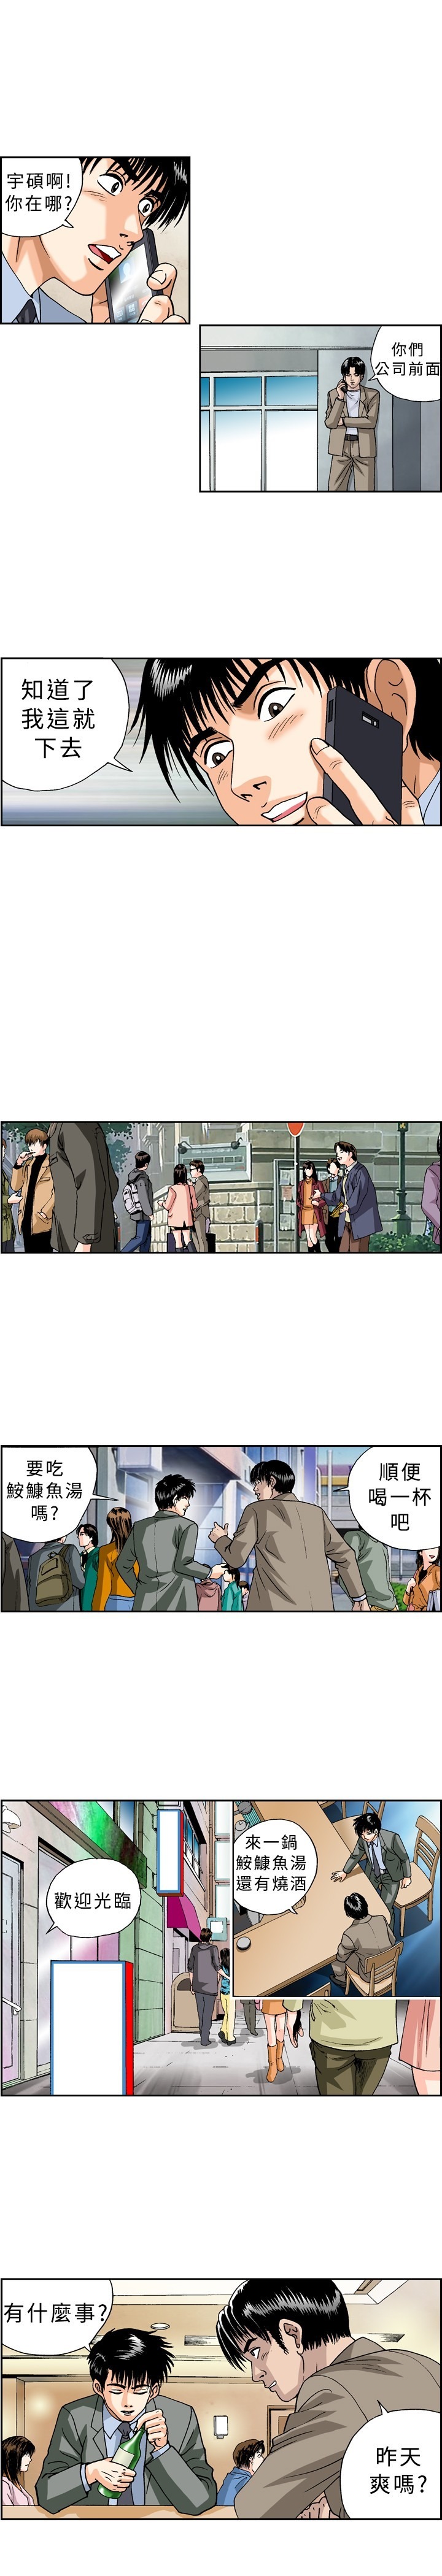 宇碩啊!
你在哪?
你們
公司前面
知道了
我這就
下去
要吃
鮟鱇魚湯
嗎?
順便
喝一杯
吧
歡迎光臨
來一鍋
鮟鱇魚湯
還有燒酒
有什麼事?
昨天
爽嗎?